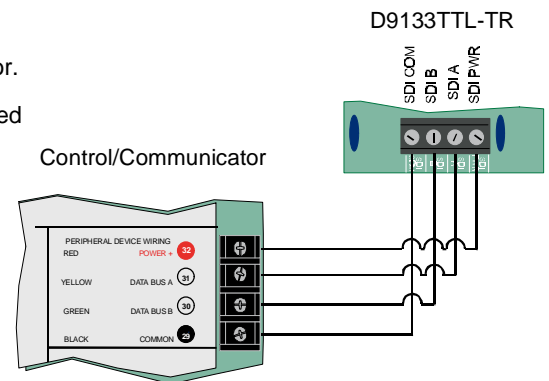 D9133TTL-TR
or.
SDI COM
SDI B
SDI A
SDI PWR
ed
Control/Communicator
PERIPHERAL DEVICE WIRING
RED POWER + 32
YELLOW DATA BUS A 31
GREEN DATA BUS B 30
BLACK COMMON 29